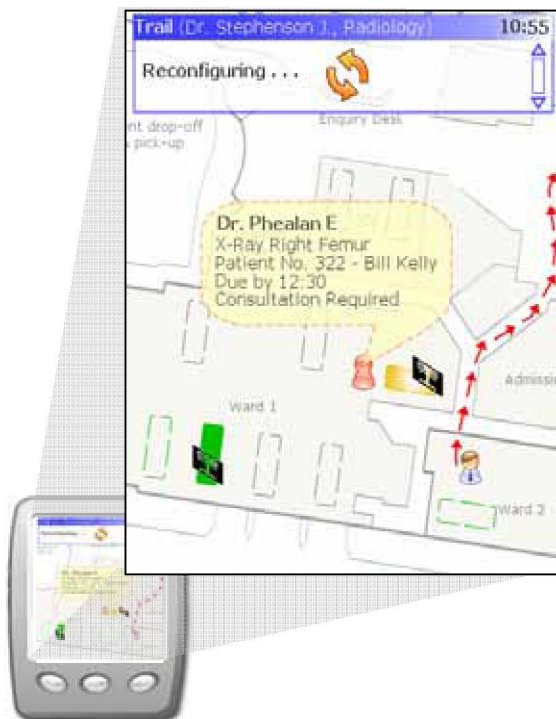 Trail (Dr. Stephenson J., Radiology) 10:55
Reconfiguring . . .
nt drop-off
& pick-up
Enquiry Desk
Dr. Phealan E
X-Ray Right Femur
Patient No. 322 - Bill Kelly
Due by 12:30
Consultation Required
Ward 1
Admissi
Ward 2